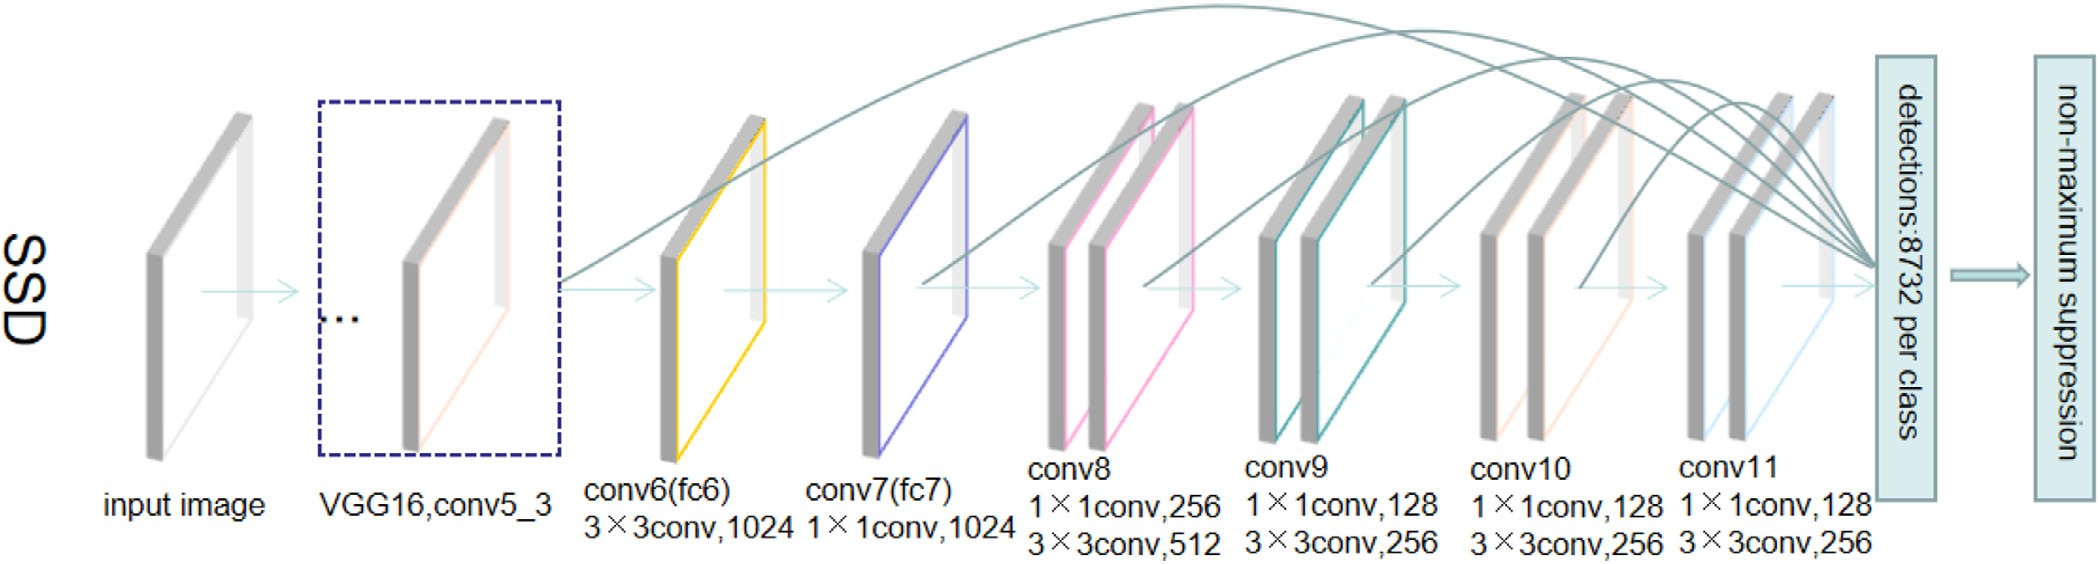 SSD
input image
VGG16,conv5_3
...
conv6(fc6)
3×3conv,1024
conv7(fc7)
1×1conv,1024
conv8
1×1conv,256
3×3conv,512
conv9
1×1conv,128
3×3conv,256
conv10
1×1conv,128
3×3conv,256
conv11
1×1conv,128
3×3conv,256
detections:8732 per class
non-maximum suppression